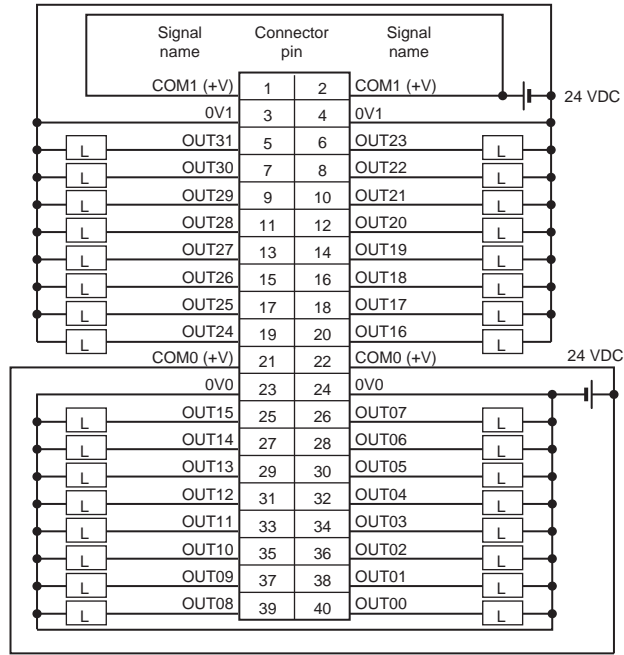 Signal name Connector pin Signal name
COM1 (+V) 1 2 COM1 (+V)
24 VDC
0V1 3 4 0V1
L OUT31 5 6 OUT23 L
L OUT30 7 8 OUT22 L
L OUT29 9 10 OUT21 L
L OUT28 11 12 OUT20 L
L OUT27 13 14 OUT19 L
L OUT26 15 16 OUT18 L
L OUT25 17 18 OUT17 L
L OUT24 19 20 OUT16 L
COM0 (+V) 21 22 COM0 (+V) 24 VDC
0V0 23 24 0V0
L OUT15 25 26 OUT07 L
L OUT14 27 28 OUT06 L
L OUT13 29 30 OUT05 L
L OUT12 31 32 OUT04 L
L OUT11 33 34 OUT03 L
L OUT10 35 36 OUT02 L
L OUT09 37 38 OUT01 L
L OUT08 39 40 OUT00 L